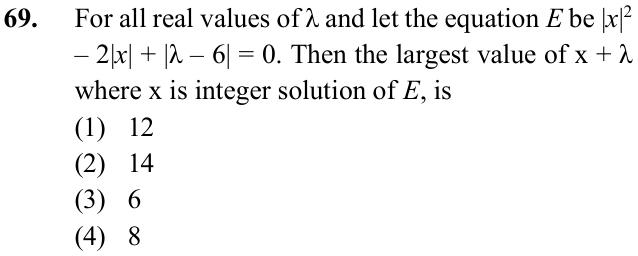 69. For all real values of λ and let the equation E be |x|²
– 2|x| + |λ – 6| = 0. Then the largest value of x + λ
where x is integer solution of E, is
(1) 12
(2) 14
(3) 6
(4) 8